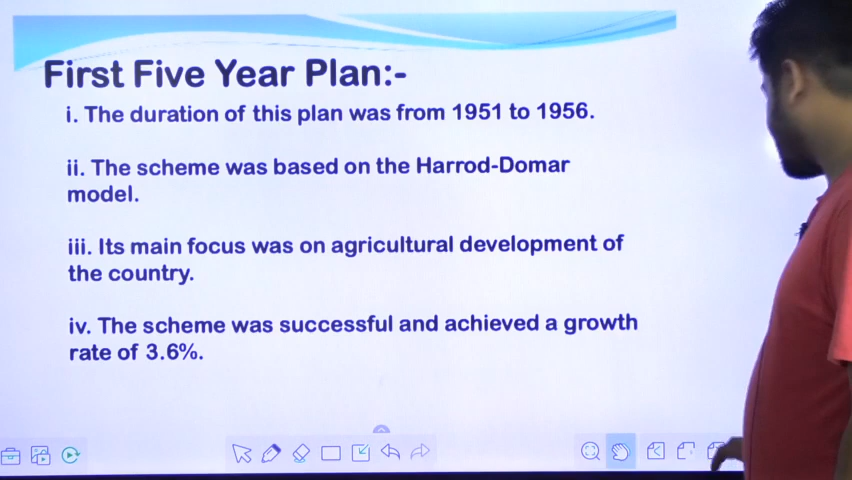 First Five Year Plan:-
i. The duration of this plan was from 1951 to 1956.
ii. The scheme was based on the Harrod-Domar
model.
iii. Its main focus was on agricultural development of
the country.
iv. The scheme was successful and achieved a growth
rate of 3.6%.